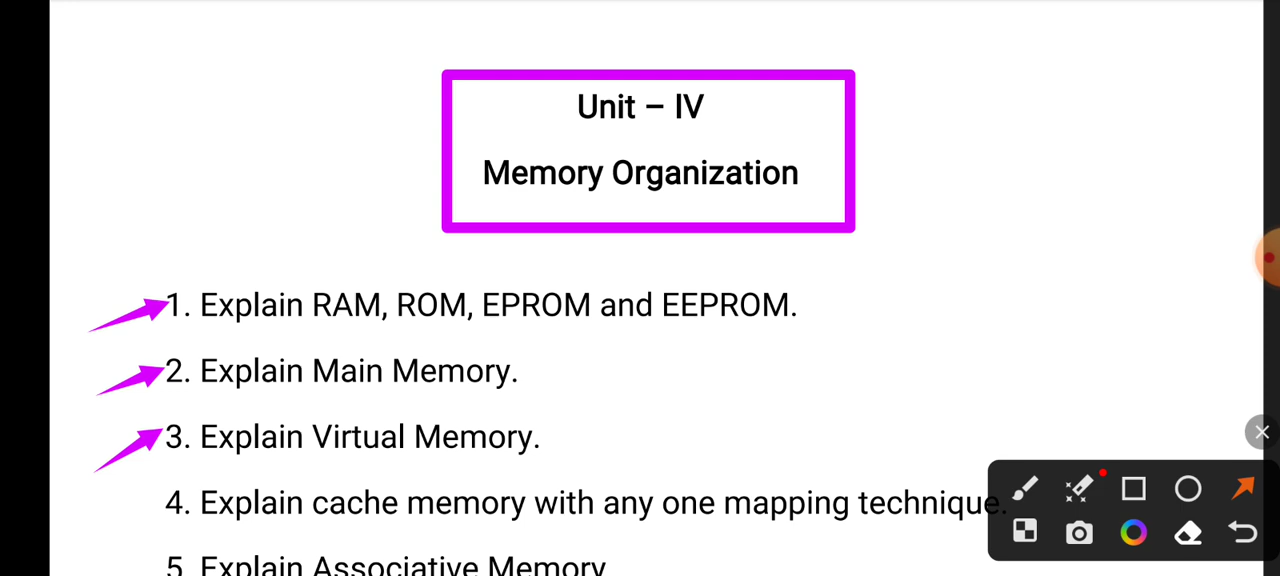 Unit – IV
Memory Organization
1. Explain RAM, ROM, EPROM and EEPROM.
2. Explain Main Memory.
3. Explain Virtual Memory.
4. Explain cache memory with any one mapping technique.
5. Explain Associative Memory